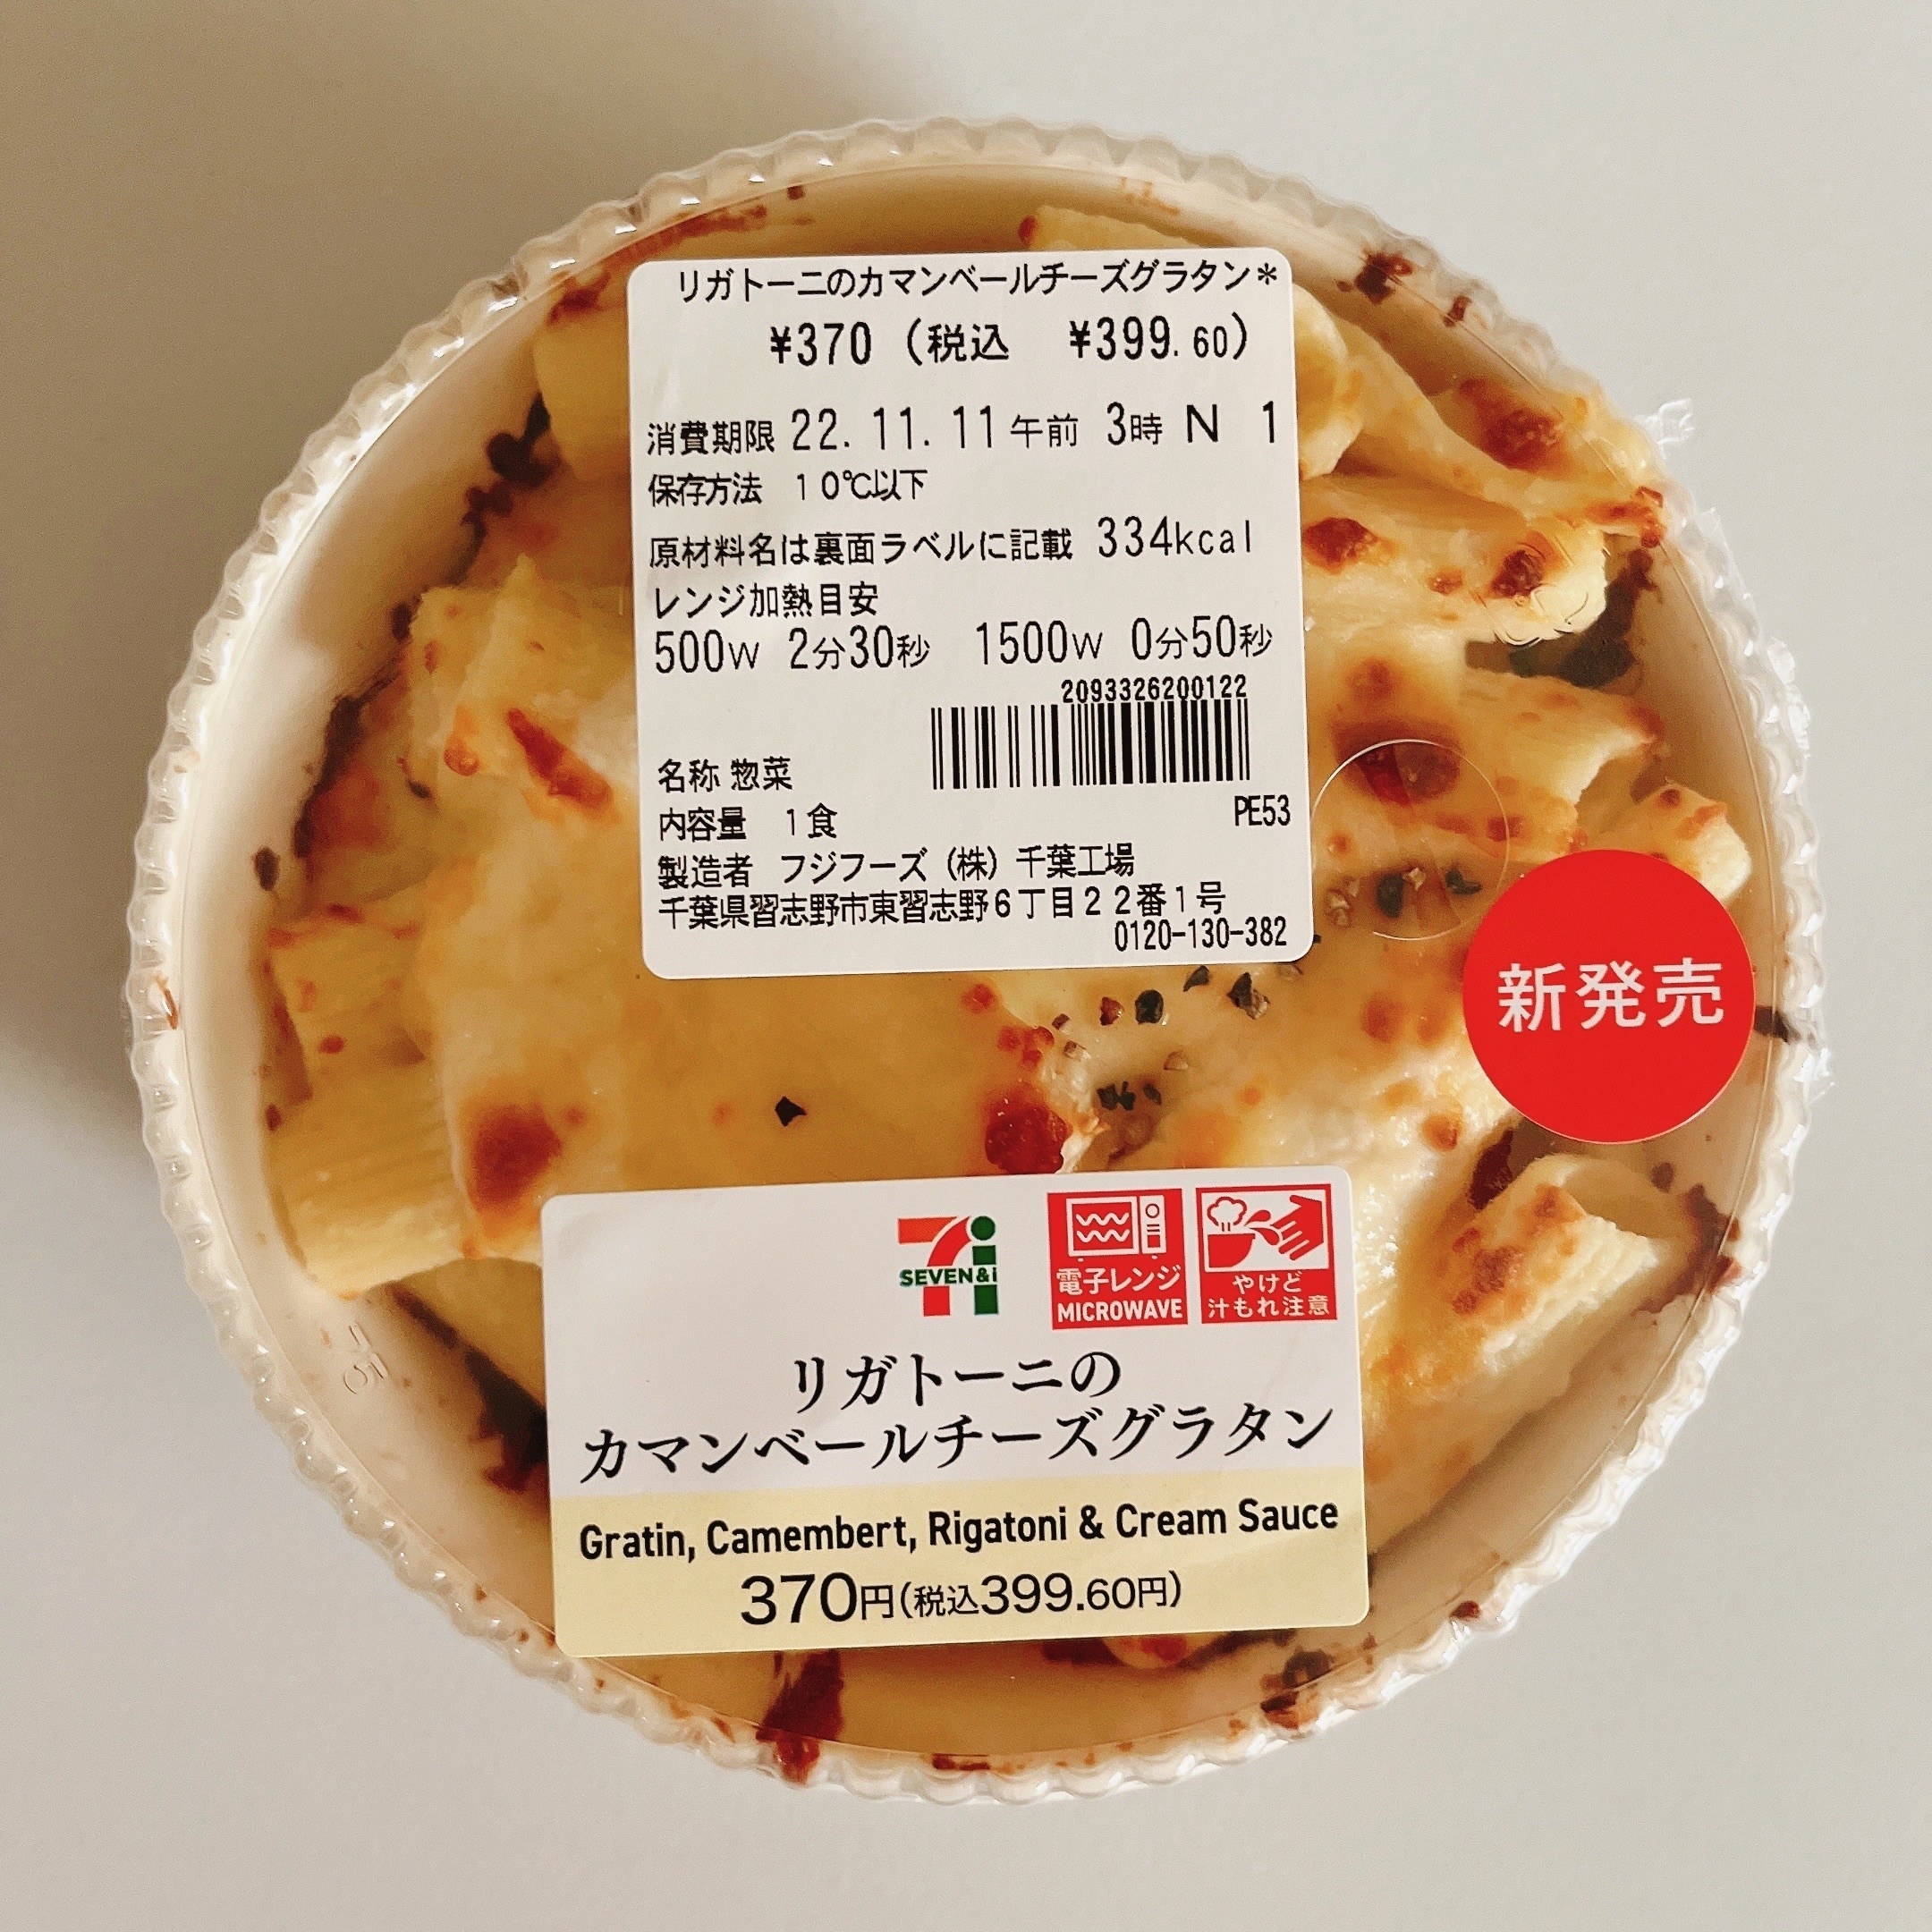 リガトーニのカマンベールチーズグラタン＊
¥370（税込 ¥399.60）
消費期限 22.11.11午前 3時 N 1
保存方法 10℃以下
原材料名は裏面ラベルに記載 334kcal
レンジ加熱目安
500W 2分30秒 1500W 0分50秒
2093326200122
名称 惣菜
内容量 1食
PE53
製造者 フジフーズ（株）千葉工場
千葉県習志野市東習志野6丁目22番1号
0120-130-382
新発売
SEVEN&i
電子レンジ
MICROWAVE
やけど
汁もれ注意
リガトーニの
カマンベールチーズグラタン
Gratin, Camembert, Rigatoni & Cream Sauce
370円(税込399.60円)